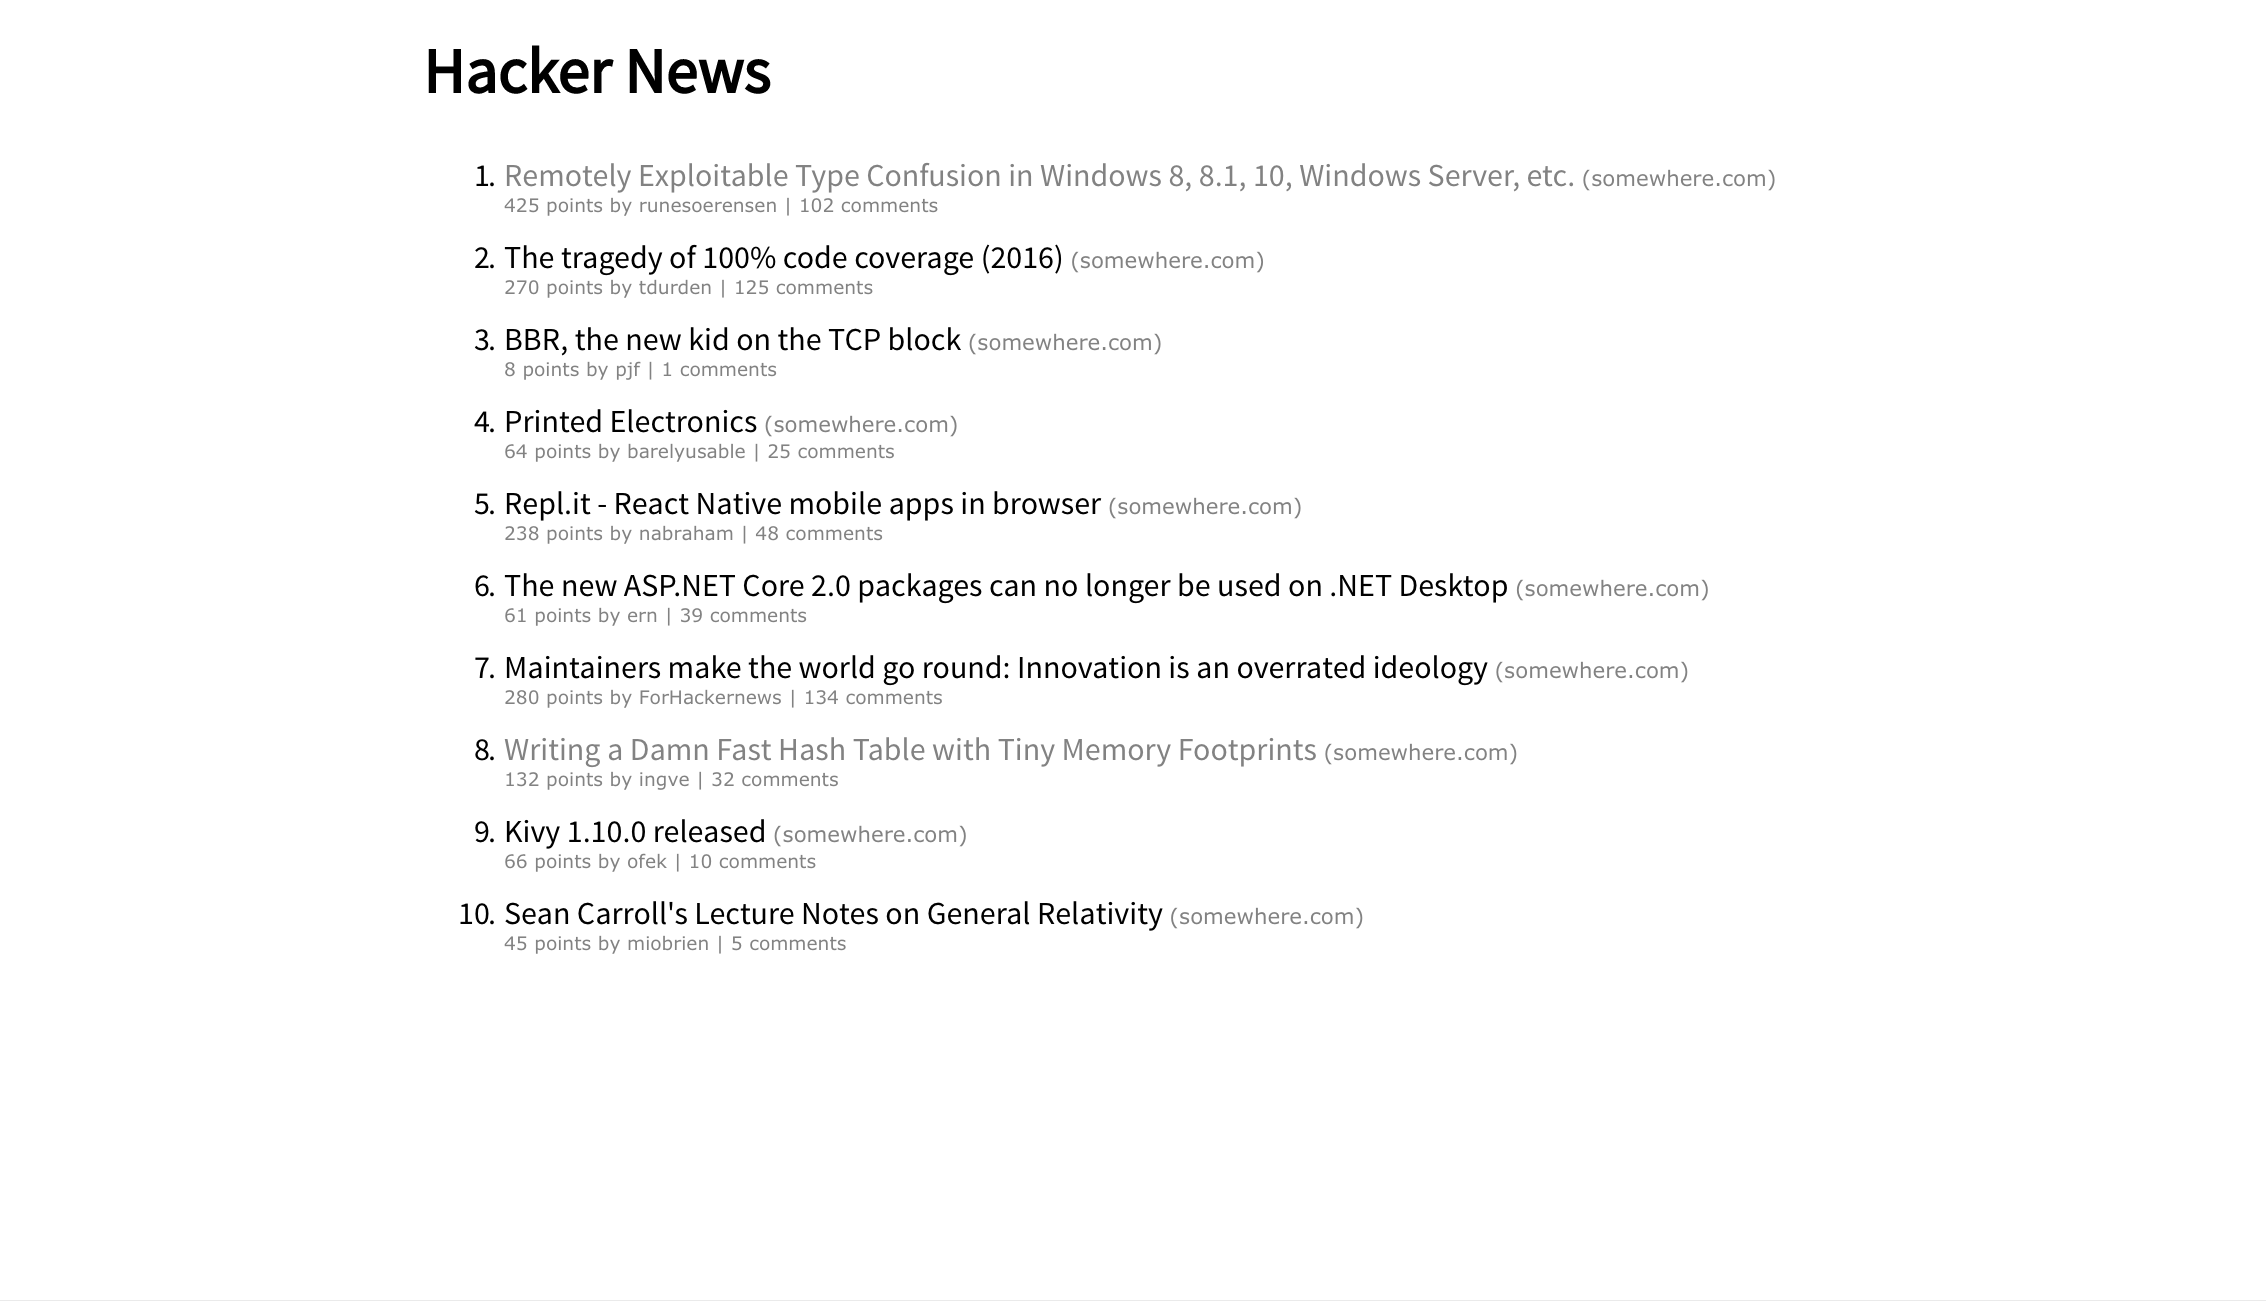 Hacker News
1. Remotely Exploitable Type Confusion in Windows 8, 8.1, 10, Windows Server, etc. (somewhere.com)
425 points by runesoerensen | 102 comments
2. The tragedy of 100% code coverage (2016) (somewhere.com)
270 points by tdurden | 125 comments
3. BBR, the new kid on the TCP block (somewhere.com)
8 points by pjf | 1 comments
4. Printed Electronics (somewhere.com)
64 points by barelyusable | 25 comments
5. Repl.it - React Native mobile apps in browser (somewhere.com)
238 points by nabraham | 48 comments
6. The new ASP.NET Core 2.0 packages can no longer be used on .NET Desktop (somewhere.com)
61 points by ern | 39 comments
7. Maintainers make the world go round: Innovation is an overrated ideology (somewhere.com)
280 points by ForHackernews | 134 comments
8. Writing a Damn Fast Hash Table with Tiny Memory Footprints (somewhere.com)
132 points by ingve | 32 comments
9. Kivy 1.10.0 released (somewhere.com)
66 points by ofek | 10 comments
10. Sean Carroll's Lecture Notes on General Relativity (somewhere.com)
45 points by miobrien | 5 comments